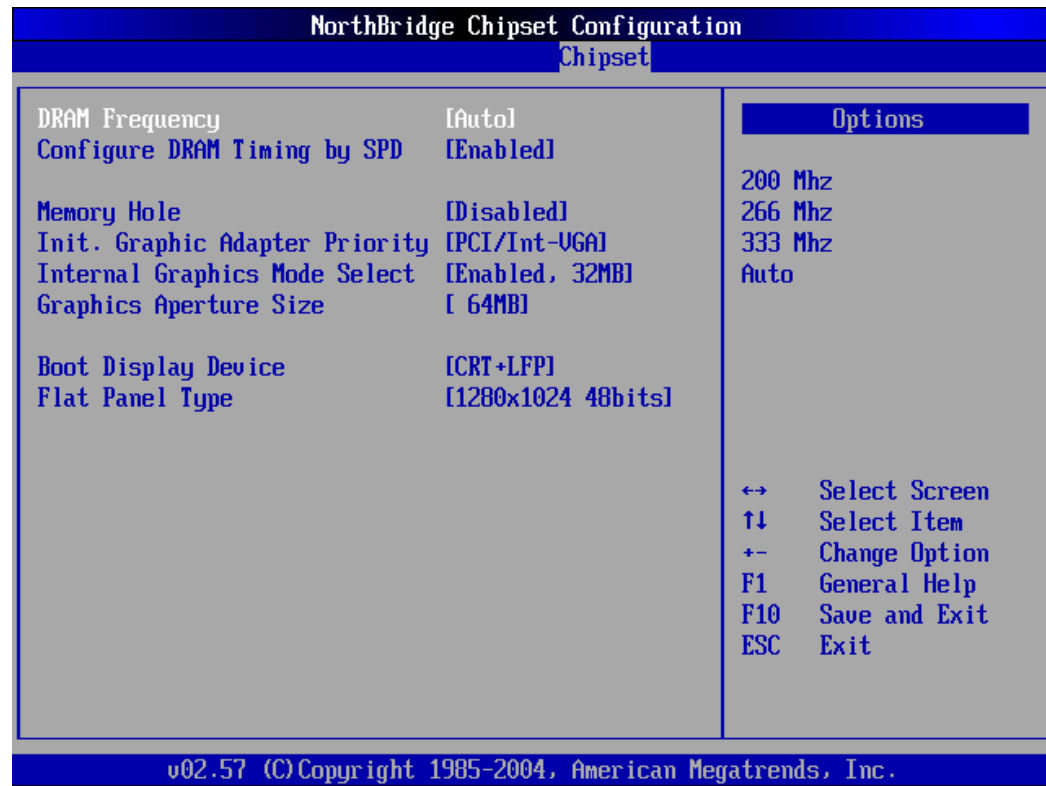 NorthBridge Chipset Configuration
Chipset
DRAM Frequency [Auto]
Configure DRAM Timing by SPD [Enabled]
Memory Hole [Disabled]
Init. Graphic Adapter Priority [PCI/Int-VGA]
Internal Graphics Mode Select [Enabled, 32MB]
Graphics Aperture Size [ 64MB]
Boot Display Device [CRT+LFP]
Flat Panel Type [1280x1024 48bits]
Options
200 Mhz
266 Mhz
333 Mhz
Auto
↔ Select Screen
↑↓ Select Item
+- Change Option
F1 General Help
F10 Save and Exit
ESC Exit
v02.57 (C)Copyright 1985-2004, American Megatrends, Inc.